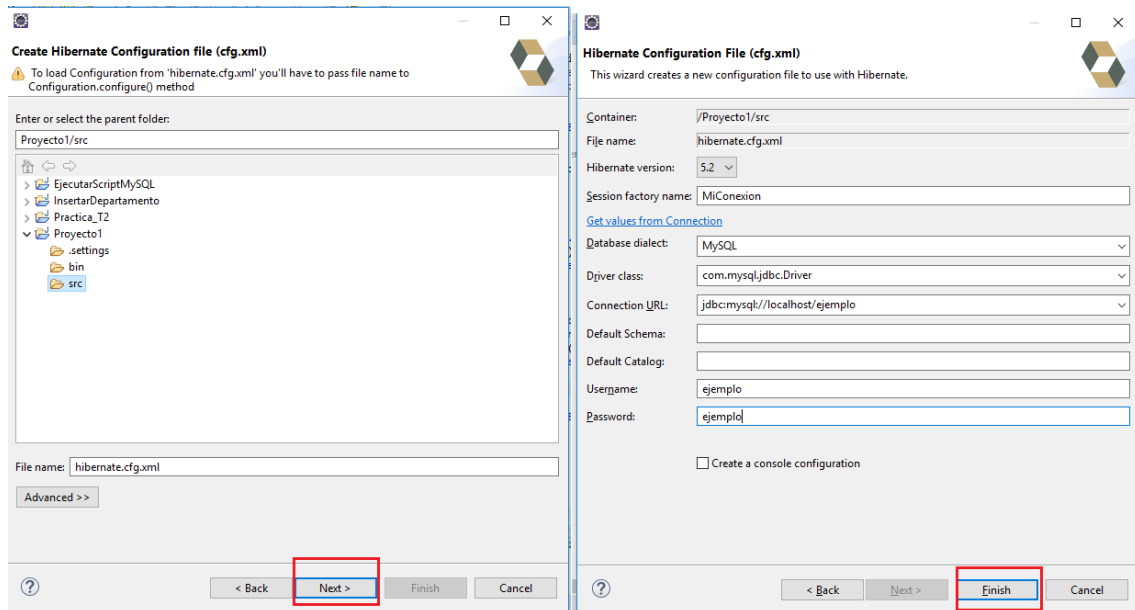 Create Hibernate Configuration file (cfg.xml)
To load Configuration from 'hibernate.cfg.xml' you'll have to pass file name to
Configuration.configure() method
Enter or select the parent folder:
Proyecto1/src
EjecutarScriptMySQL
InsertarDepartamento
Practica_T2
Proyecto1
.settings
bin
src
File name: hibernate.cfg.xml
Advanced >>
< Back Next > Finish Cancel
Hibernate Configuration File (cfg.xml)
This wizard creates a new configuration file to use with Hibernate.
Container: /Proyecto1/src
File name: hibernate.cfg.xml
Hibernate version: 5.2
Session factory name: MiConexion
Get values from Connection
Database dialect: MySQL
Driver class: com.mysql.jdbc.Driver
Connection URL: jdbc:mysql://localhost/ejemplo
Default Schema:
Default Catalog:
Username: ejemplo
Password: ejemplo
Create a console configuration
< Back Next > Finish Cancel